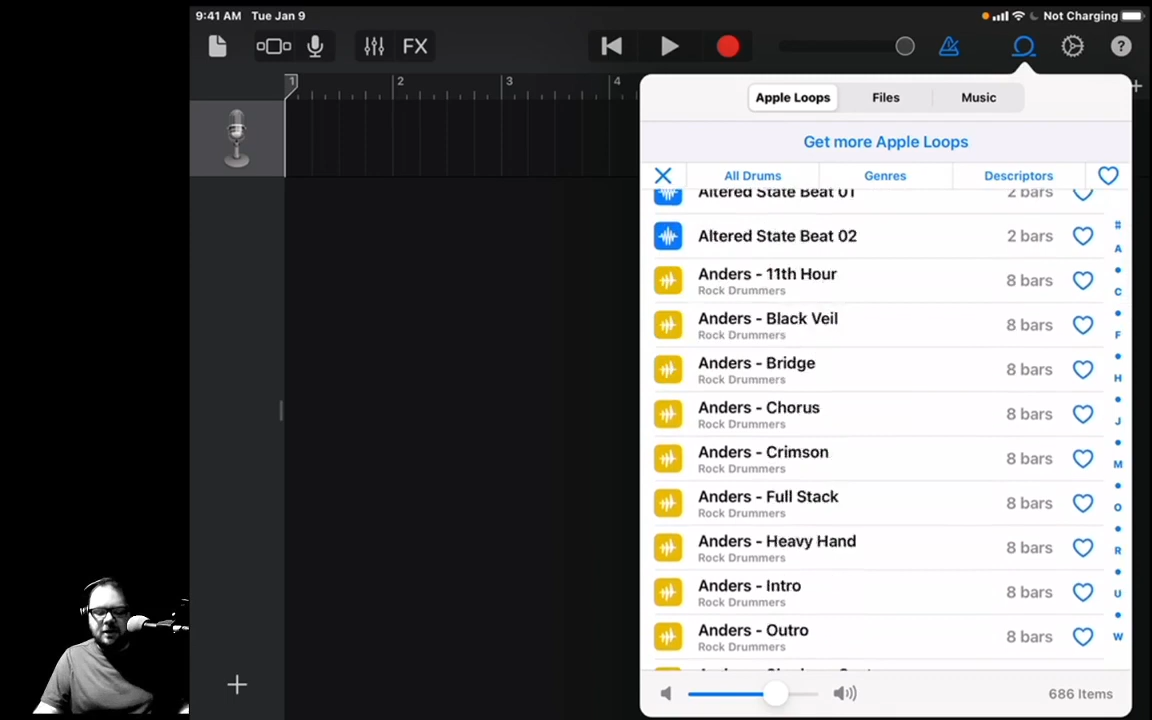 9:41 AM Tue Jan 9
Not Charging
FX
1
2
3
4
?
Apple Loops
Files
Music
Get more Apple Loops
All Drums
Genres
Descriptors
Altered State Beat 01
2 bars
Altered State Beat 02
2 bars
Anders - 11th Hour
Rock Drummers
8 bars
Anders - Black Veil
Rock Drummers
8 bars
Anders - Bridge
Rock Drummers
8 bars
Anders - Chorus
Rock Drummers
8 bars
Anders - Crimson
Rock Drummers
8 bars
Anders - Full Stack
Rock Drummers
8 bars
Anders - Heavy Hand
Rock Drummers
8 bars
Anders - Intro
Rock Drummers
8 bars
Anders - Outro
Rock Drummers
8 bars
#
A
C
F
H
J
M
O
R
U
W
686 Items